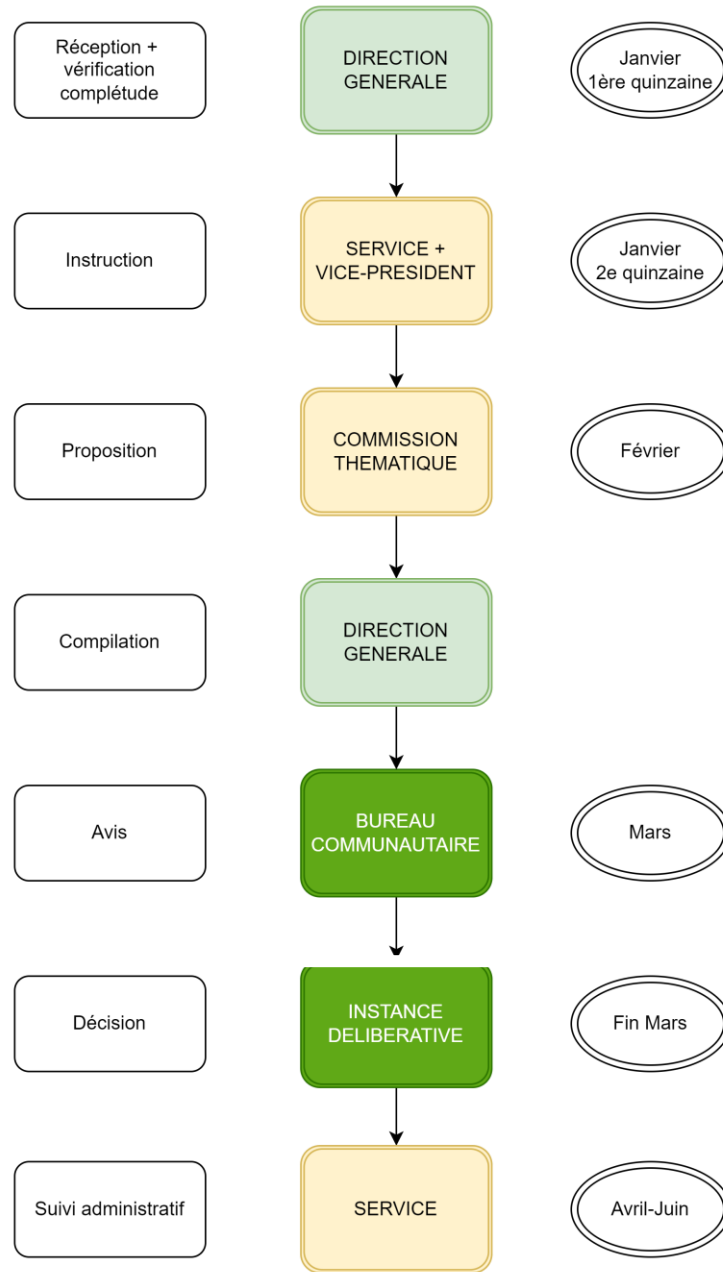 Réception +
vérification
complétude
DIRECTION
GENERALE
Janvier
1ère quinzaine
Instruction
SERVICE +
VICE-PRESIDENT
Janvier
2e quinzaine
Proposition
COMMISSION
THEMATIQUE
Février
Compilation
DIRECTION
GENERALE
Avis
BUREAU
COMMUNAUTAIRE
Mars
Décision
INSTANCE
DELIBERATIVE
Fin Mars
Suivi administratif
SERVICE
Avril-Juin